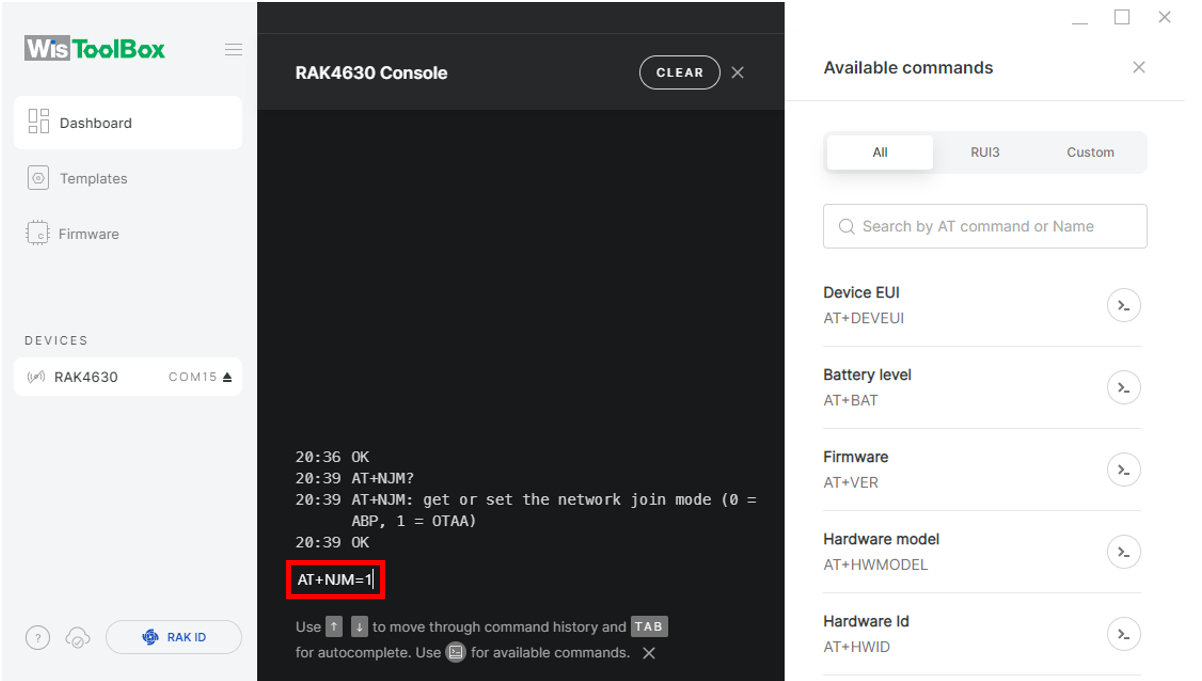 WisToolBox
Dashboard
Templates
Firmware
DEVICES
RAK4630 COM15
?
RAK ID
RAK4630 Console
CLEAR
20:36 OK
20:39 AT+NJM?
20:39 AT+NJM: get or set the network join mode (0 =
ABP, 1 = OTAA)
20:39 OK
AT+NJM=1
Use ↑ ↓ to move through command history and TAB
for autocomplete. Use for available commands.
Available commands
All RUI3 Custom
Search by AT command or Name
Device EUI
AT+DEVEUI
Battery level
AT+BAT
Firmware
AT+VER
Hardware model
AT+HWMODEL
Hardware Id
AT+HWID